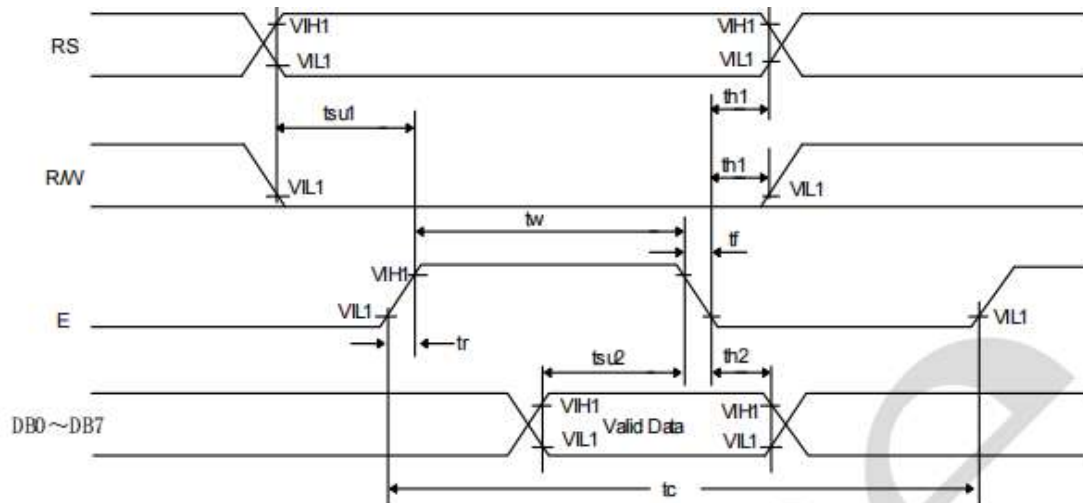 RS
VIH1
VIH1
VIL1
VIL1
th1
tsu1
R/W
th1
VIL1
VIL1
tw
tf
VIH1
E
VIL1
VIL1
tr
tsu2
th2
DB0～DB7
VIH1
Valid Data
VIH1
VIL1
VIL1
tc